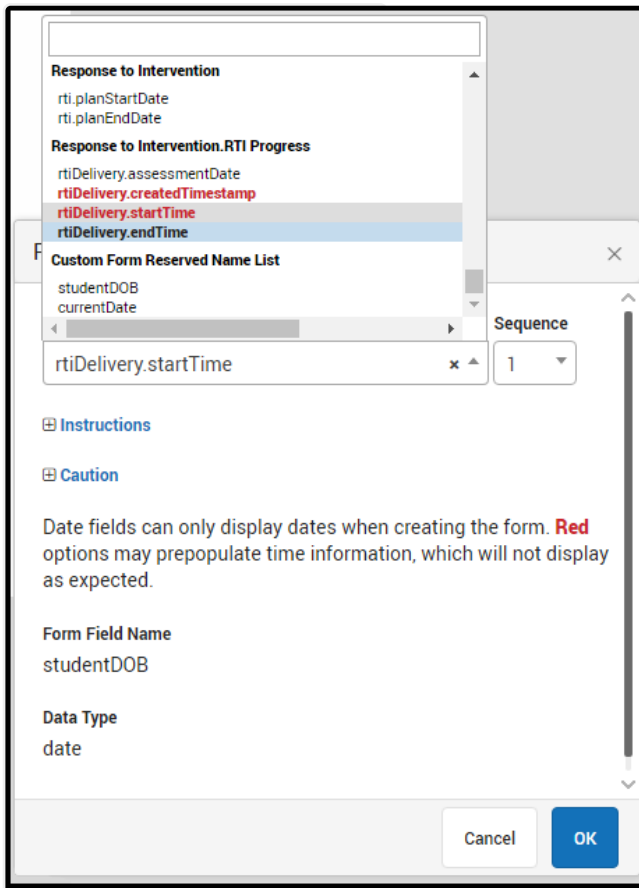 Response to Intervention
rti.planStartDate
rti.planEndDate
Response to Intervention.RTI Progress
rtiDelivery.assessmentDate
rtiDelivery.createdTimestamp
rtiDelivery.startTime
rtiDelivery.endTime
Custom Form Reserved Name List
studentDOB
currentDate
Sequence
rtiDelivery.startTime
1
Instructions
Caution
Date fields can only display dates when creating the form. Red
options may prepopulate time information, which will not display
as expected.
Form Field Name
studentDOB
Data Type
date
Cancel
OK